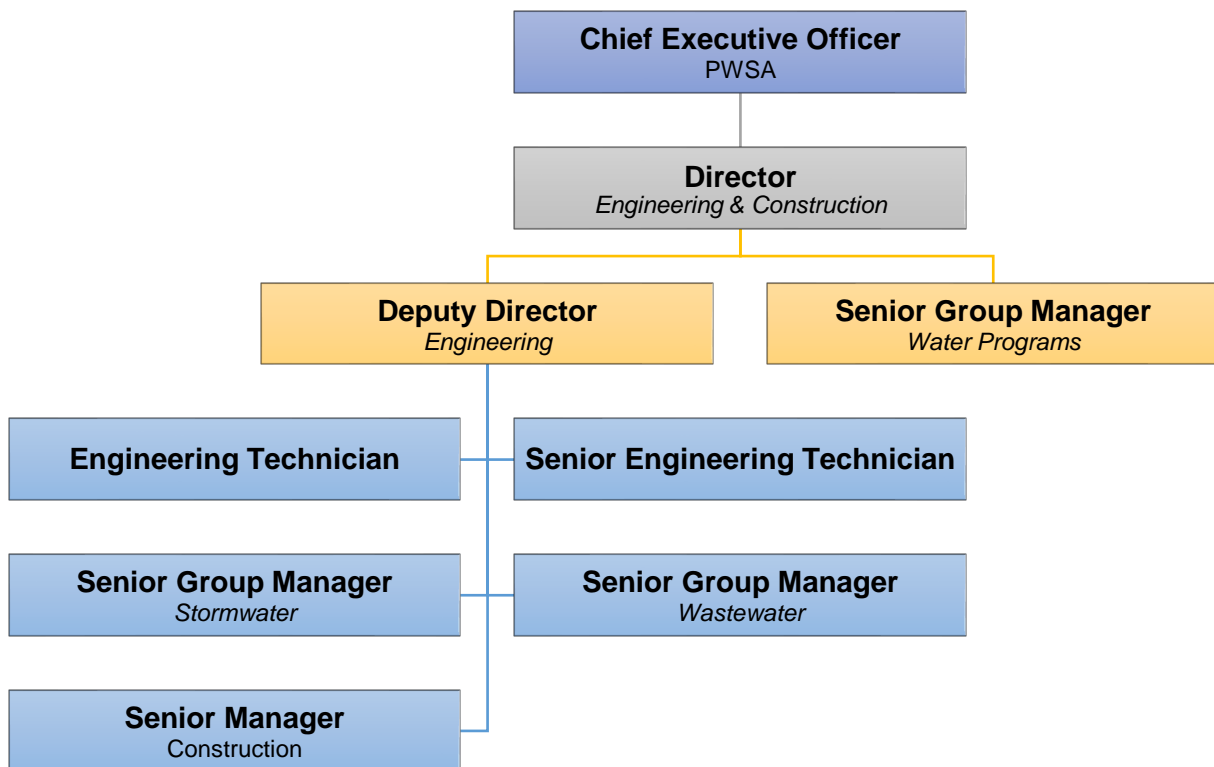 Chief Executive Officer
PWSA
Director
Engineering & Construction
Deputy Director
Engineering
Senior Group Manager
Water Programs
Engineering Technician
Senior Engineering Technician
Senior Group Manager
Stormwater
Senior Group Manager
Wastewater
Senior Manager
Construction